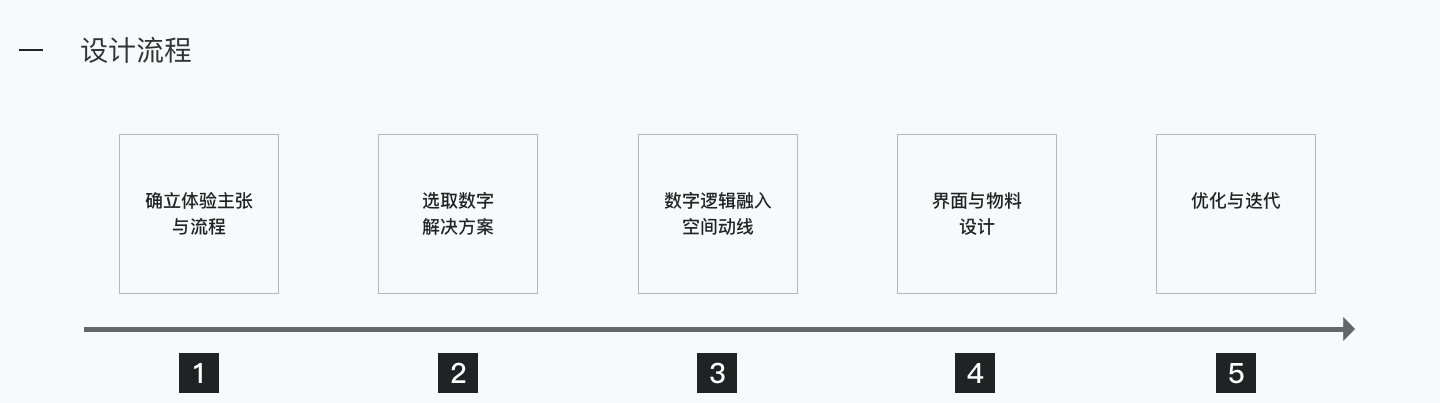 设计流程
确立体验主张
与流程
选取数字
解决方案
数字逻辑融入
空间动线
界面与物料
设计
优化与迭代
1
2
3
4
5